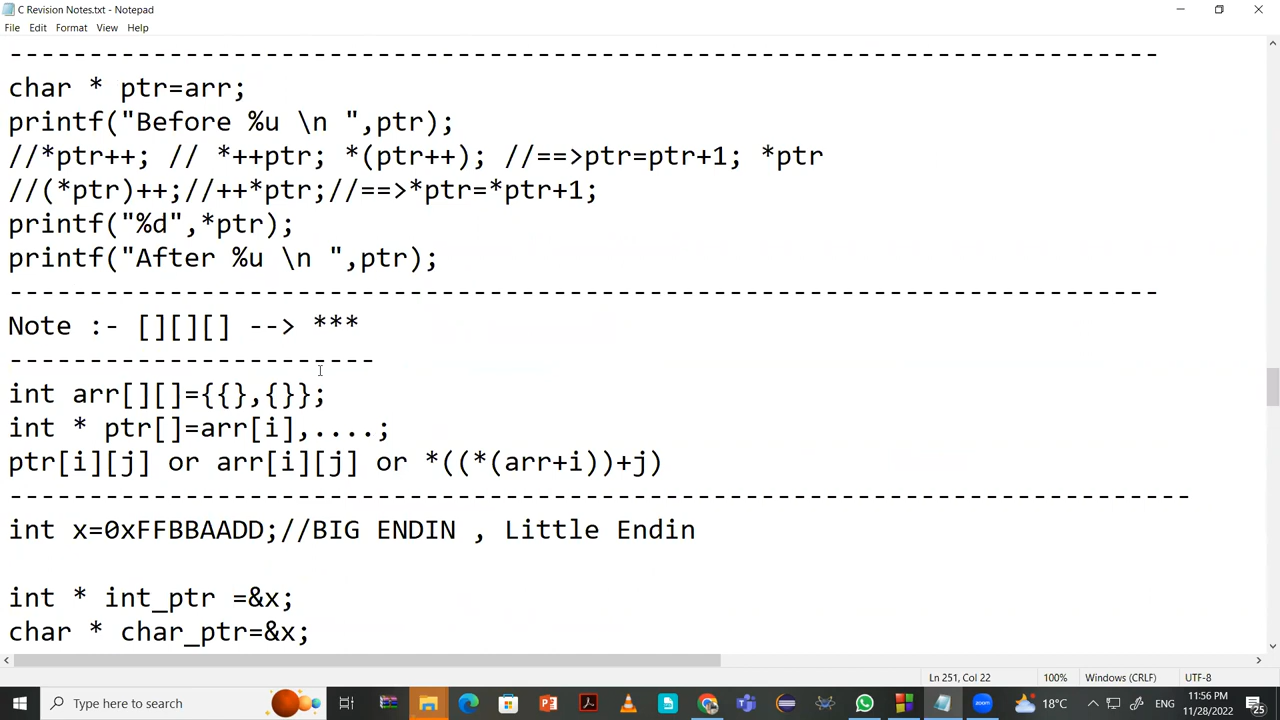 C Revision Notes.txt - Notepad
File Edit Format View Help
------------------------------------------------------------------------
char * ptr=arr;
printf("Before %u \n ",ptr);
//*ptr++; // *++ptr; *(ptr++); //==>ptr=ptr+1; *ptr
//(*ptr)++;//++*ptr;//==>*ptr=*ptr+1;
printf("%d",*ptr);
printf("After %u \n ",ptr);
------------------------------------------------------------------------
Note :- [][][] --> ***
-----------------------
int arr[][]={{},{}};
int * ptr[]=arr[i],....;
ptr[i][j] or arr[i][j] or *((*(arr+i))+j)
--------------------------------------------------------------------------
int x=0xFFBBAADD;//BIG ENDIN , Little Endin
int * int_ptr =&x;
char * char_ptr=&x;
Ln 251, Col 22 100% Windows (CRLF) UTF-8
Type here to search
18°C
ENG
11:56 PM
11/28/2022
25
zoom